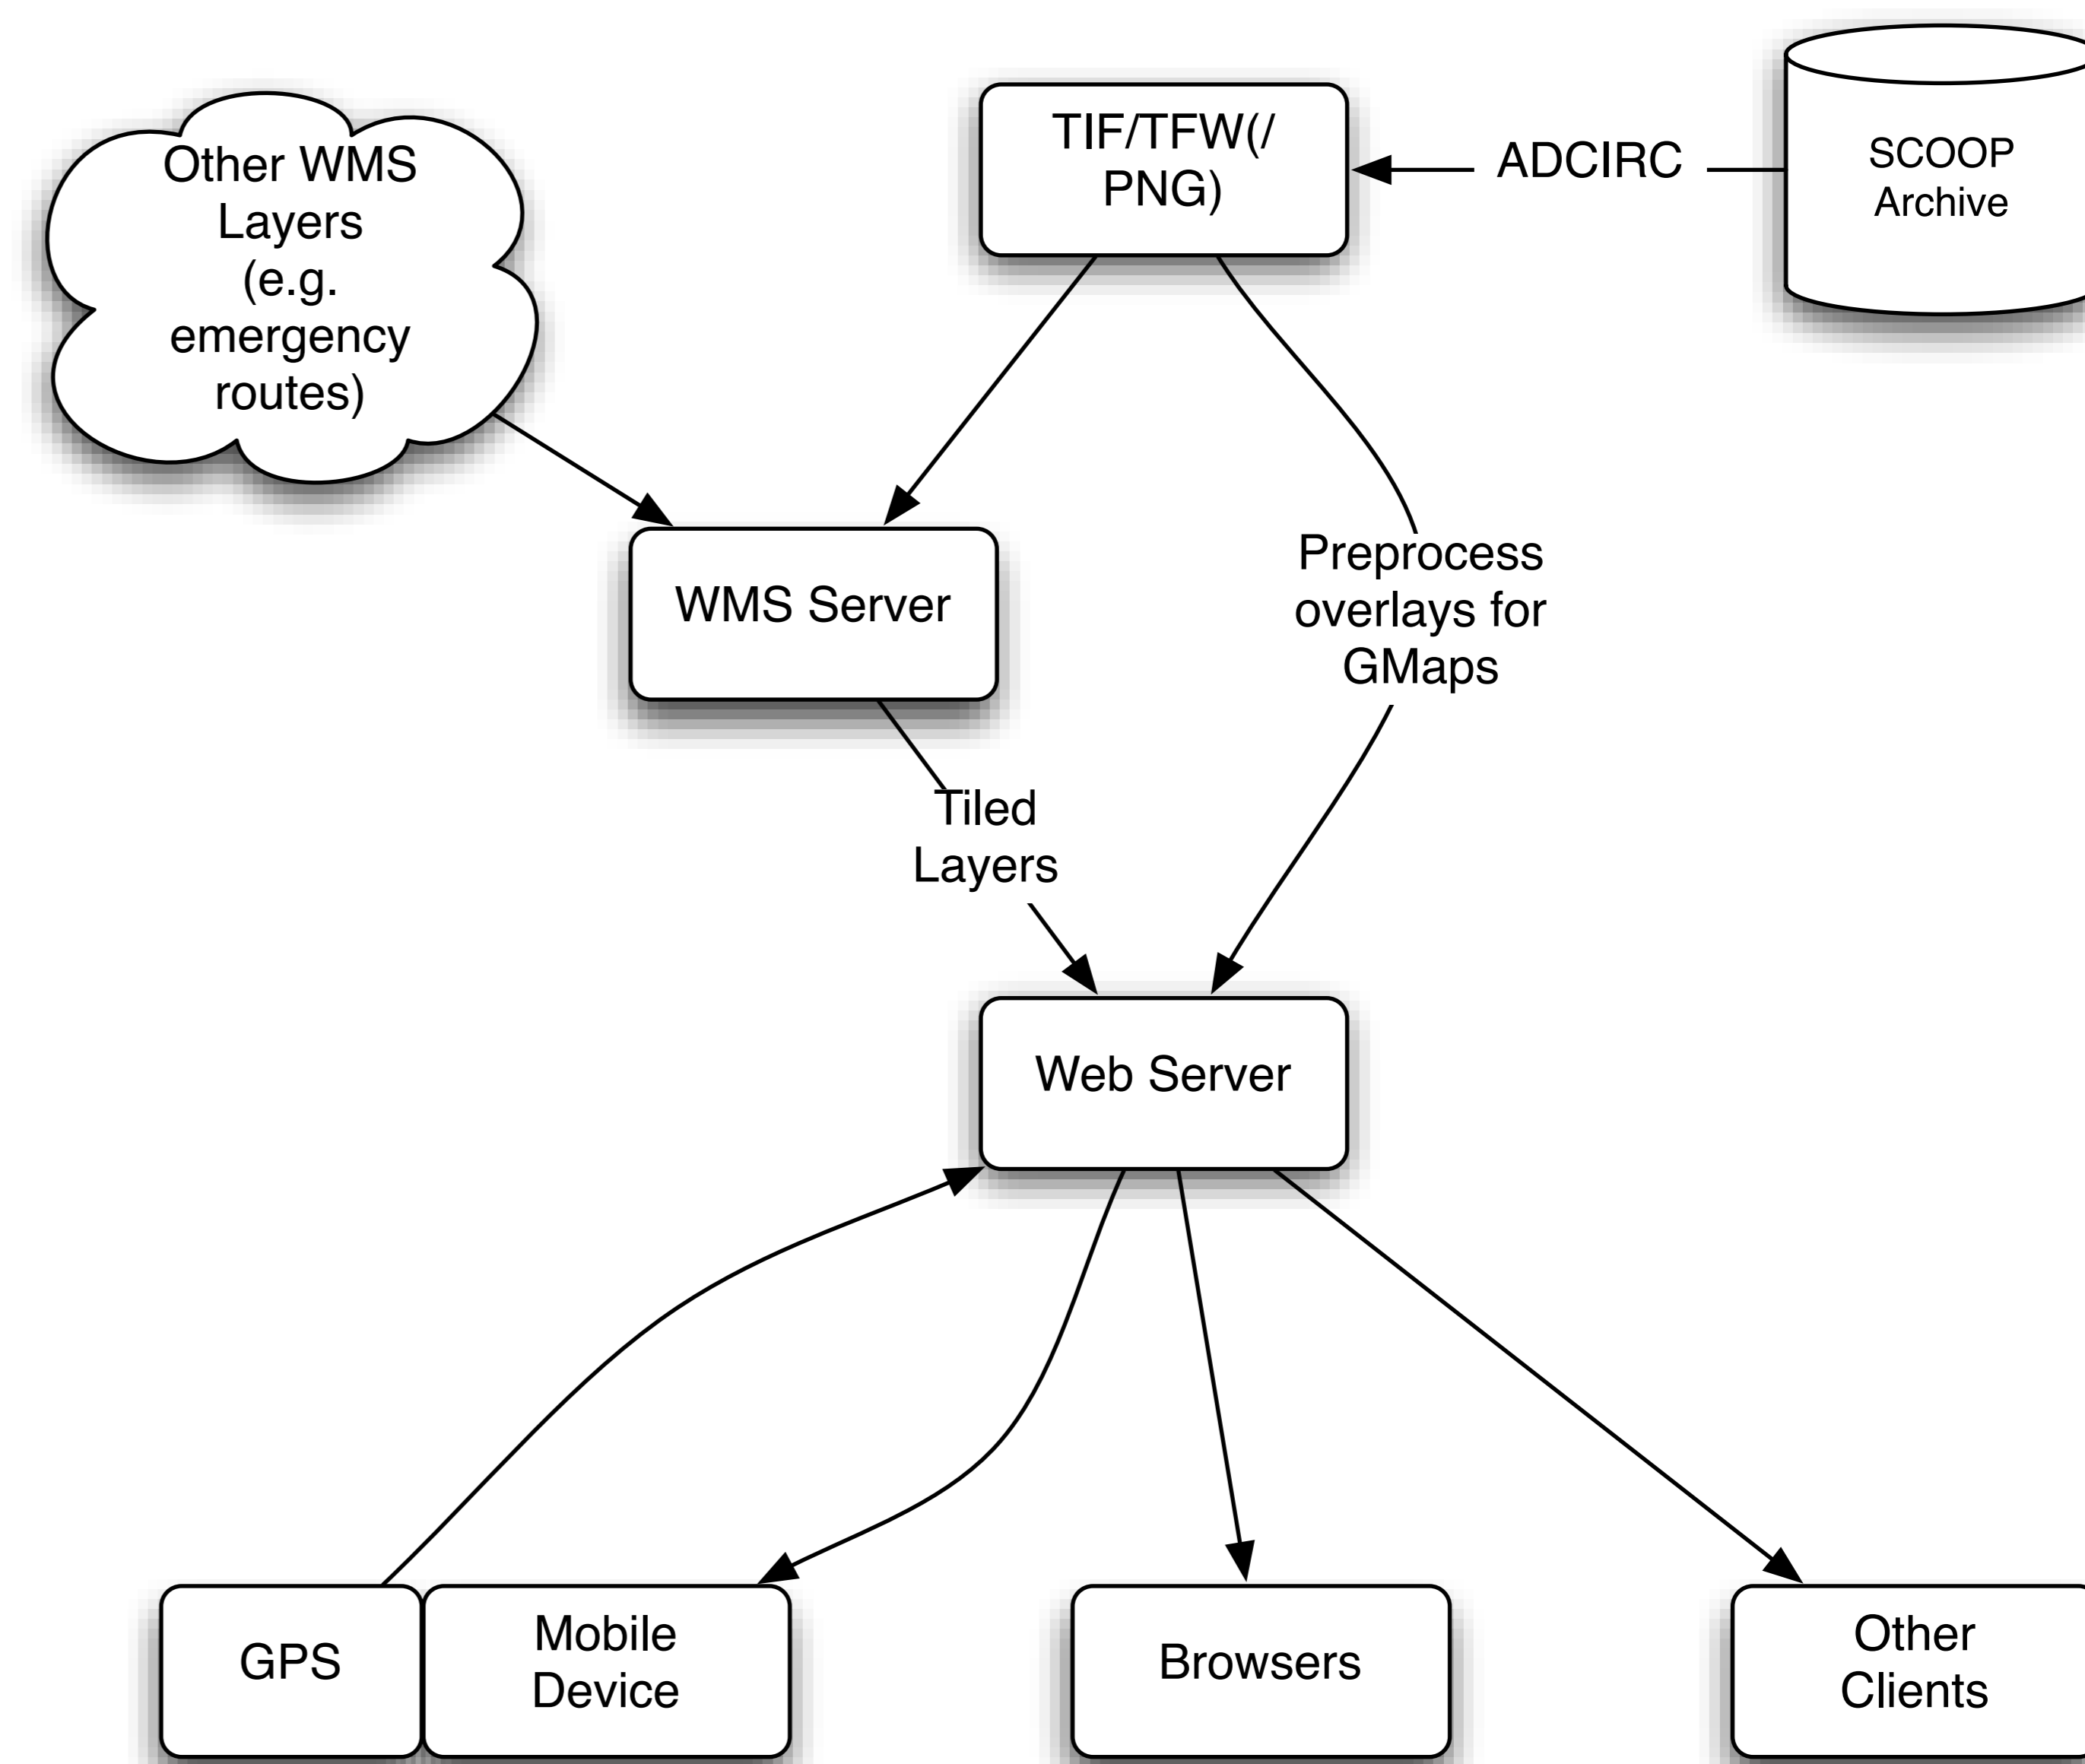 Other WMS
Layers
(e.g.
emergency
routes)
TIF/TFW(/
PNG)
ADCIRC
SCOOP
Archive
WMS Server
Preprocess
overlays for
GMaps
Tiled
Layers
Web Server
GPS
Mobile
Device
Browsers
Other
Clients